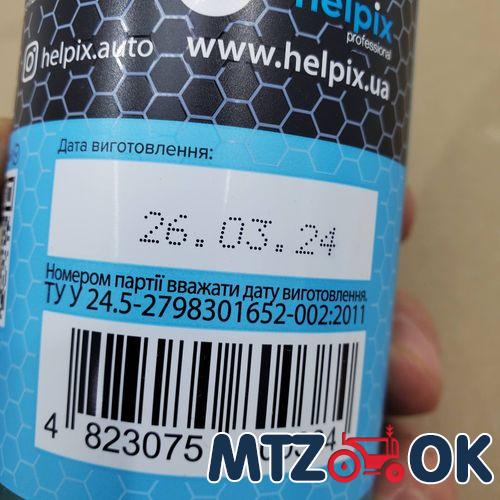 helpix
professional
helpix.auto
www.helpix.ua
Дата виготовлення:
26.03.24
Номером партії вважати дату виготовлення.
ТУ У 24.5-2798301652-002:2011
4 823075
MTZ OK